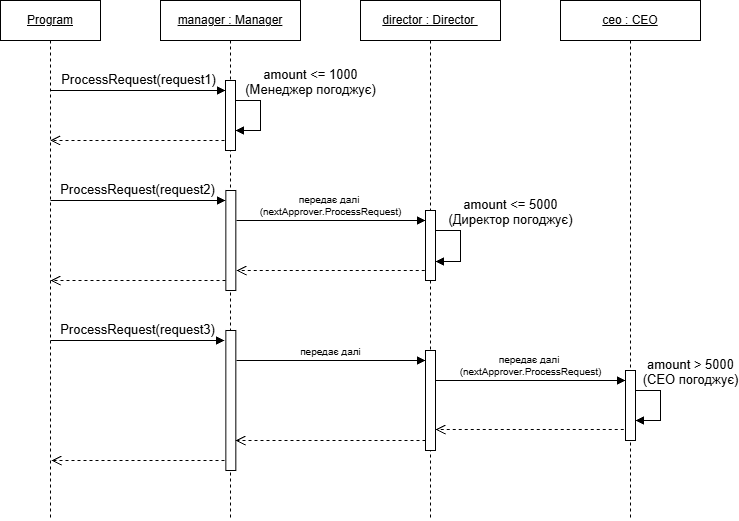 Program
manager : Manager
director : Director
ceo : CEO
ProcessRequest(request1)
amount <= 1000
(Менеджер погоджує)
ProcessRequest(request2)
передає далі
(nextApprover.ProcessRequest)
amount <= 5000
(Директор погоджує)
ProcessRequest(request3)
передає далі
передає далі
(nextApprover.ProcessRequest)
amount > 5000
(CEO погоджує)